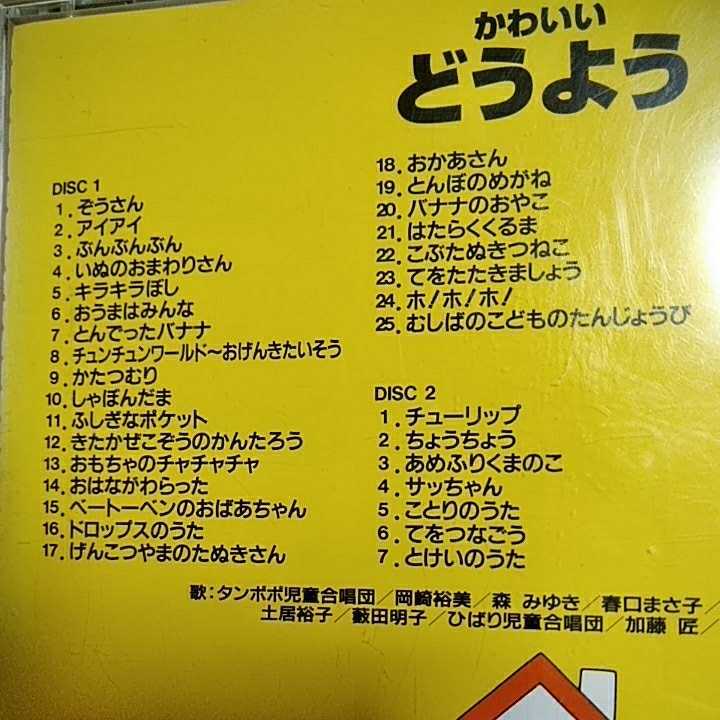 かわいい
どうよう
DISC 1
1. ぞうさん
2. アイアイ
3. ぶんぶんぶん
4. いぬのおまわりさん
5. キラキラぼし
6. おうまはみんな
7. とんでったバナナ
8. チュンチュンワールド〜おげんきたいそう
9. かたつむり
10. しゃぼんだま
11. ふしぎなポケット
12. きたかぜこぞうのかんたろう
13. おもちゃのチャチャチャ
14. おはながわらった
15. ベートーベンのおばあちゃん
16. ドロップスのうた
17. げんこつやまのたぬきさん
18. おかあさん
19. とんぼのめがね
20. バナナのおやこ
21. はたらくくるま
22. こぶたぬきつねこ
23. てをたたきましょう
24. ホ!ホ!ホ!
25. むしばのこどものたんじょうび
DISC 2
1. チューリップ
2. ちょうちょう
3. あめふりくまのこ
4. サッちゃん
5. ことりのうた
6. てをつなごう
7. とけいのうた
歌：タンポポ児童合唱団／岡崎裕美／森 みゆき／春口まさ子／
土居裕子／藪田明子／ひばり児童合唱団／加藤 匠／